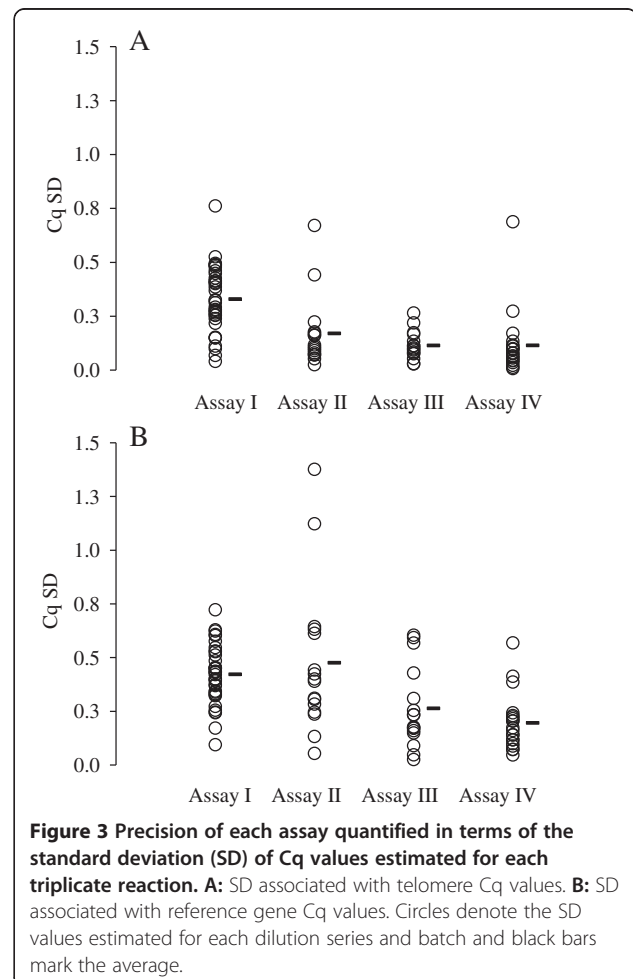 A
1.5
1.3
1.0
0.8
0.5
0.3
0.0
Cq SD
Assay I Assay II Assay III Assay IV
B
1.5
1.3
1.0
0.8
0.5
0.3
0.0
Cq SD
Assay I Assay II Assay III Assay IV
Figure 3 Precision of each assay quantified in terms of the
standard deviation (SD) of Cq values estimated for each
triplicate reaction. A: SD associated with telomere Cq values. B: SD
associated with reference gene Cq values. Circles denote the SD
values estimated for each dilution series and batch and black bars
mark the average.